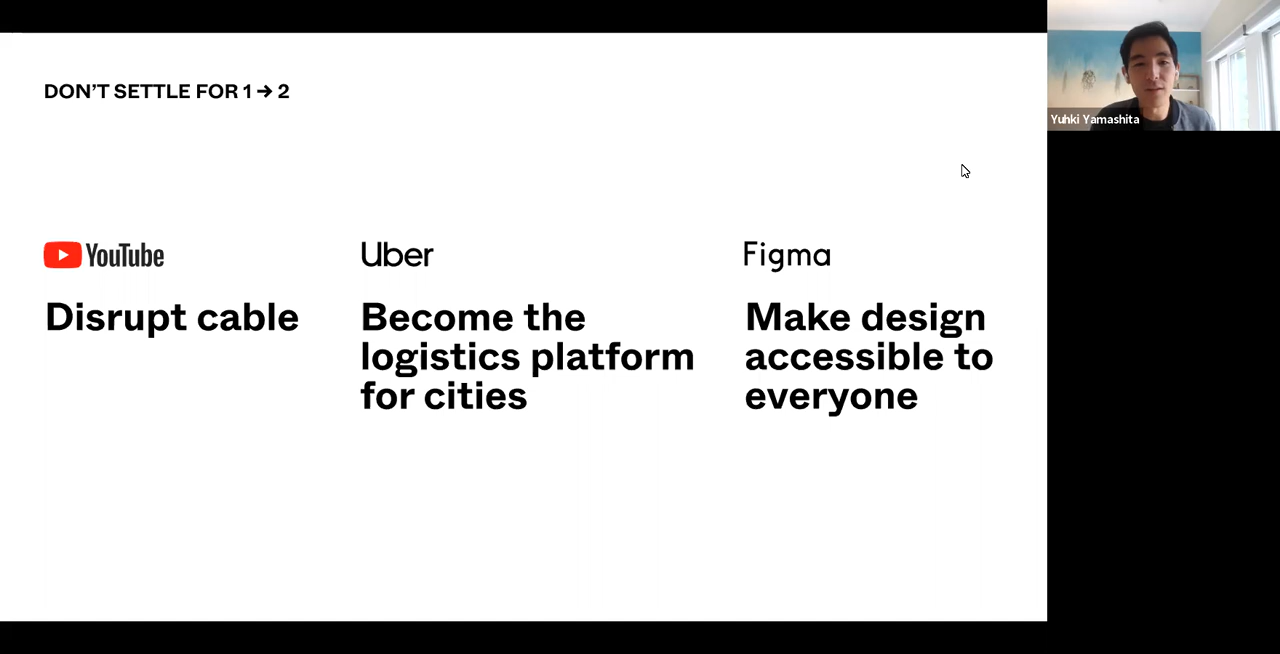 DON'T SETTLE FOR 1 → 2
YouTube
Disrupt cable
Uber
Become the
logistics platform
for cities
Figma
Make design
accessible to
everyone
Yuhki Yamashita